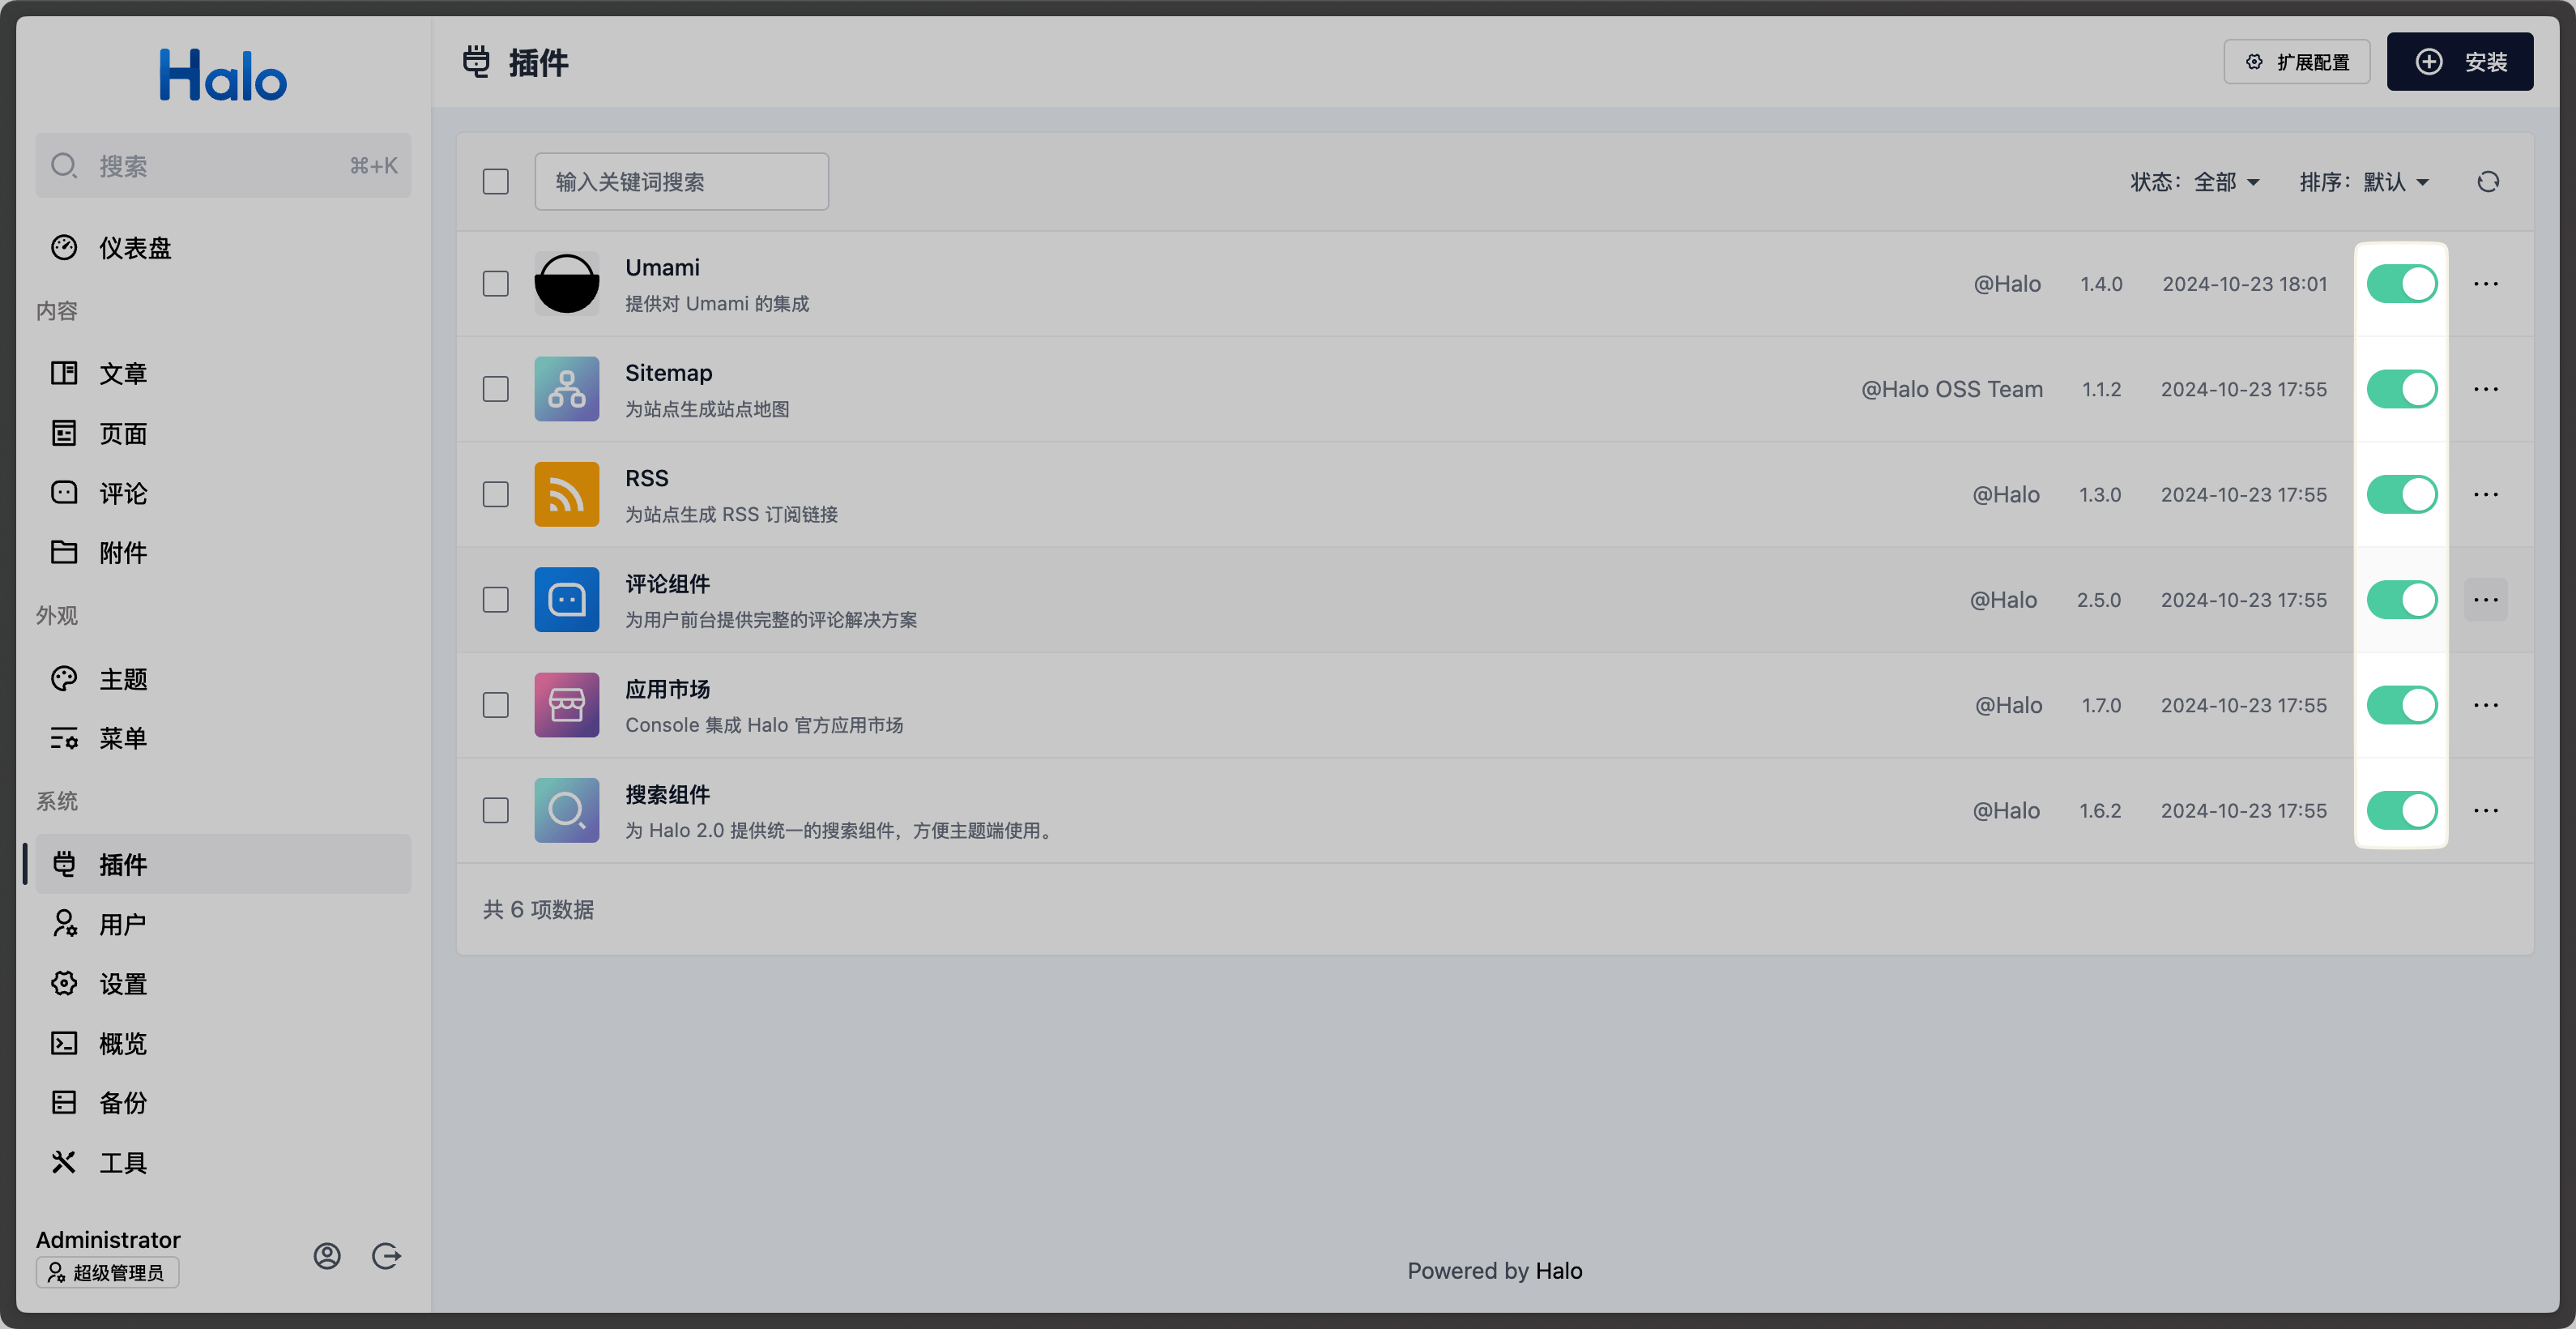 Halo
搜索 ⌘+K
仪表盘
内容
文章
页面
评论
附件
外观
主题
菜单
系统
插件
用户
设置
概览
备份
工具
Administrator
超级管理员
插件
扩展配置 安装
输入关键词搜索 状态：全部 排序：默认
Umami
提供对 Umami 的集成
@Halo 1.4.0 2024-10-23 18:01
Sitemap
为站点生成站点地图
@Halo OSS Team 1.1.2 2024-10-23 17:55
RSS
为站点生成 RSS 订阅链接
@Halo 1.3.0 2024-10-23 17:55
评论组件
为用户前台提供完整的评论解决方案
@Halo 2.5.0 2024-10-23 17:55
应用市场
Console 集成 Halo 官方应用市场
@Halo 1.7.0 2024-10-23 17:55
搜索组件
为 Halo 2.0 提供统一的搜索组件，方便主题端使用。
@Halo 1.6.2 2024-10-23 17:55
共 6 项数据
Powered by Halo